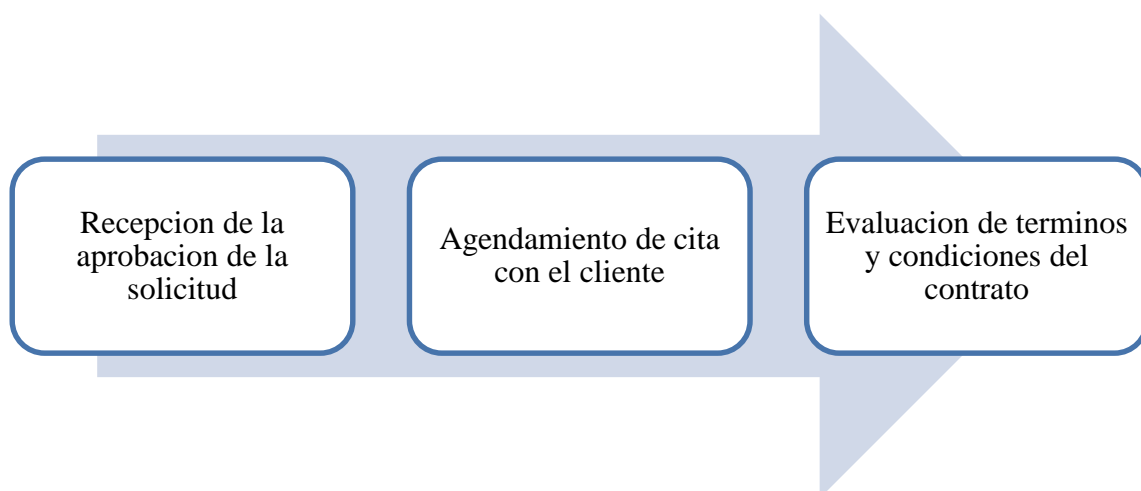 Recepcion de la
aprobacion de la
solicitud
Agendamiento de cita
con el cliente
Evaluacion de terminos
y condiciones del
contrato